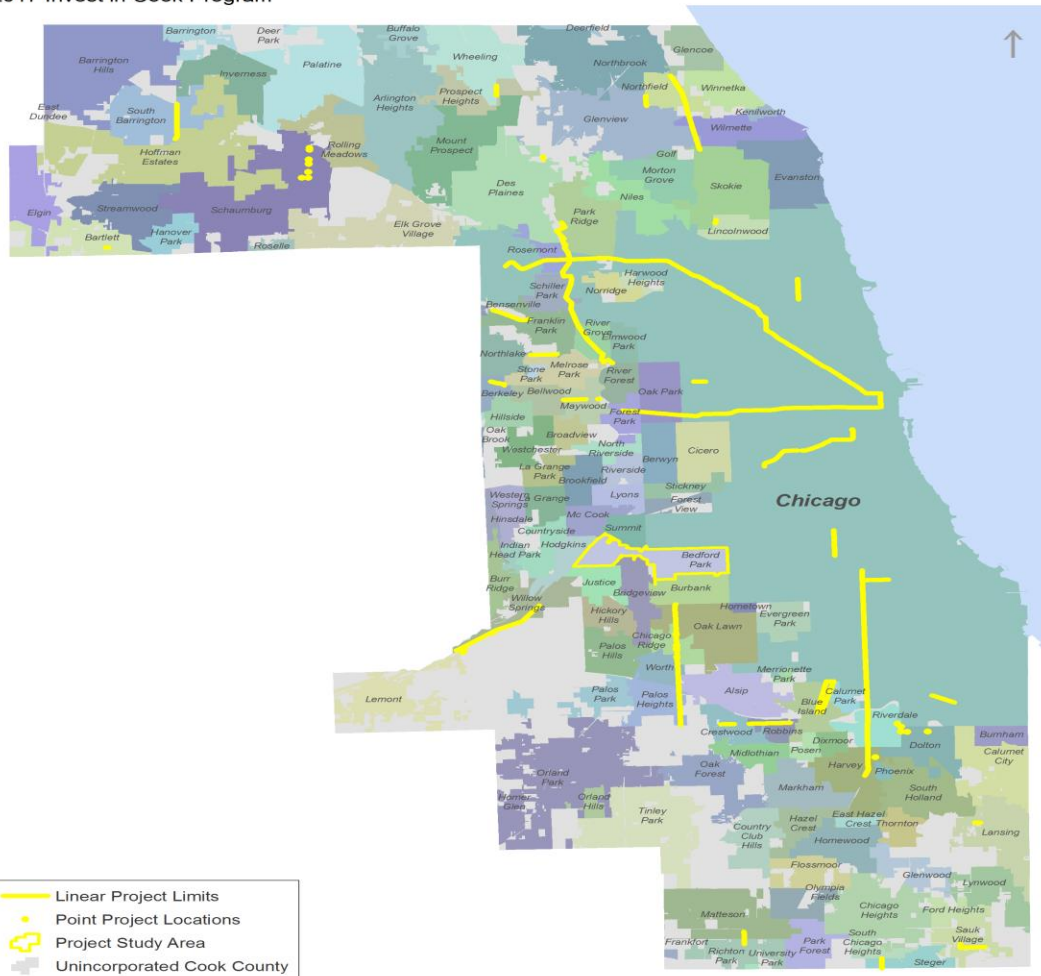 2017 Invest in Cook Program
Barrington
Deer
Park
Buffalo
Grove
Deerfield
Barrington
Hills
Inverness
Palatine
Wheeling
Northbrook
Glencoe
East
Dundee
South
Barrington
Arlington
Heights
Prospect
Heights
Northfield
Winnetka
Kenilworth
Glenview
Wilmette
Hoffman
Estates
Rolling
Meadows
Mount
Prospect
Golf
Morton
Grove
Skokie
Evanston
Des
Plaines
Niles
Elgin
Streamwood
Schaumburg
Elk Grove
Village
Park
Ridge
Lincolnwood
Bartlett
Hanover
Park
Roselle
Rosemont
Harwood
Heights
Schiller
Park
Norridge
Bensenville
Franklin
Park
River
Grove
Elmwood
Park
Northlake
Stone
Park
Melrose
Park
River
Forest
Oak Park
Berkeley
Bellwood
Maywood
Hillside
Forest
Park
Oak
Brook
Broadview
North
Riverside
Cicero
Westchester
Berwyn
La Grange
Park
Riverside
Brookfield
Stickney
Western
Springs
La Grange
Lyons
Forest
View
Chicago
Hinsdale
Mc Cook
Countryside
Summit
Indian
Head Park
Hodgkins
Bedford
Park
Burr
Ridge
Justice
Bridgeview
Burbank
Willow
Springs
Hickory
Hills
Hometown
Evergreen
Park
Oak Lawn
Chicago
Ridge
Palos
Hills
Worth
Merrionette
Park
Lemont
Palos
Park
Palos
Heights
Alsip
Blue
Island
Calumet
Park
Riverdale
Crestwood
Robbins
Burnham
Midlothian
Posen
Dixmoor
Dolton
Calumet
City
Orland
Park
Oak
Forest
Harvey
Phoenix
Markham
South
Holland
Homer
Glen
Orland
Hills
Tinley
Park
Country
Club
Hills
Hazel
Crest
East Hazel
Crest
Thornton
Lansing
Homewood
Flossmoor
Glenwood
Lynwood
Olympia
Fields
Chicago
Heights
Ford Heights
Matteson
Sauk
Village
Frankfort
Richton
Park
University
Park
Park
Forest
South
Chicago
Heights
Steger
Linear Project Limits
Point Project Locations
Project Study Area
Unincorporated Cook County